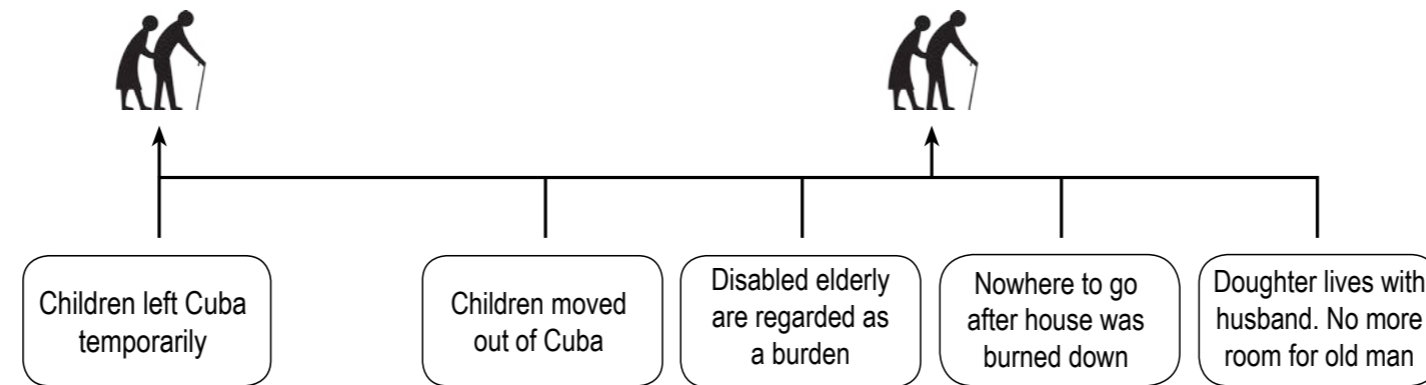 Children left Cuba
temporarily
Children moved
out of Cuba
Disabled elderly
are regarded as
a burden
Nowhere to go
after house was
burned down
Doughter lives with
husband. No more
room for old man